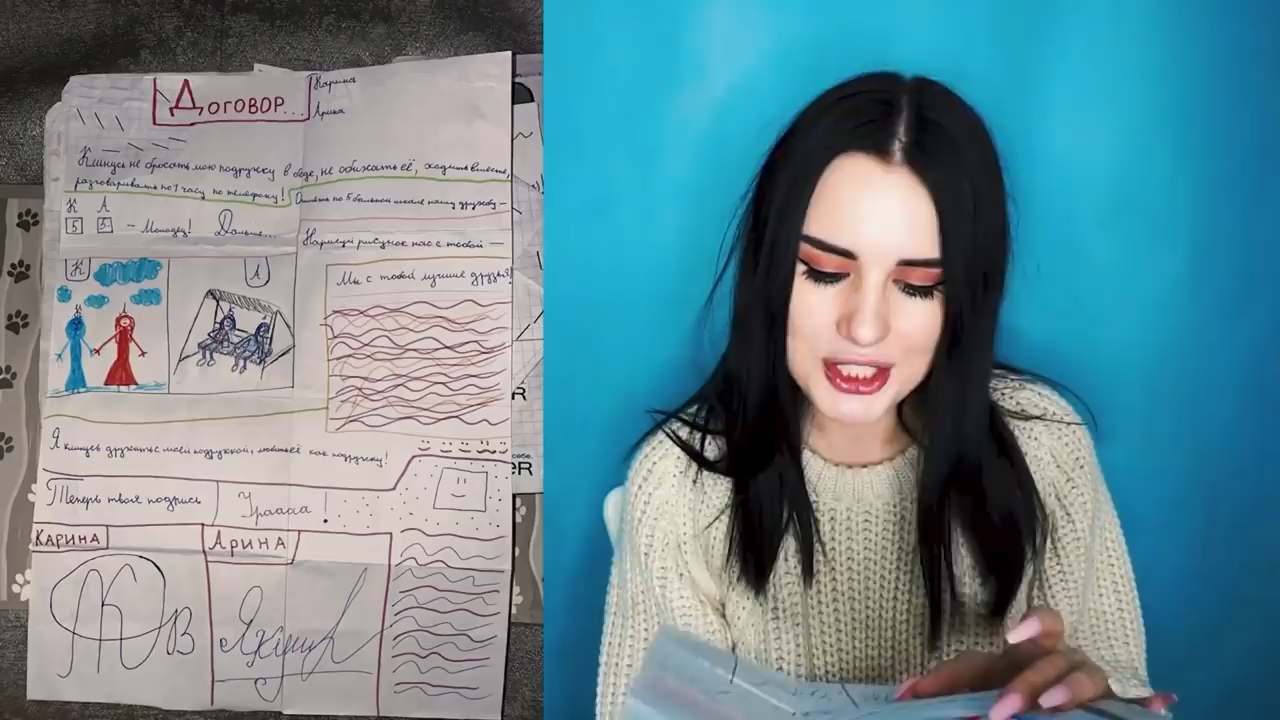 Договор...
Карина
Арина
Клянусь не бросать мою подружку в беде, не обижать её, ходить вместе,
разговаривать по 1 часу по телефону!
Оцените по 5 бальной шкале нашу дружбу —
К А
5 5 - Молодец! Дальше...
Нарисуй рисунок нас с тобой —
К
А
Мы с тобой лучшие друзья!
Я клянусь дружить с моей подружкой, любить её как подружку!
Теперь твоя подпись
Ураааа!
КАРИНА
АРИНА